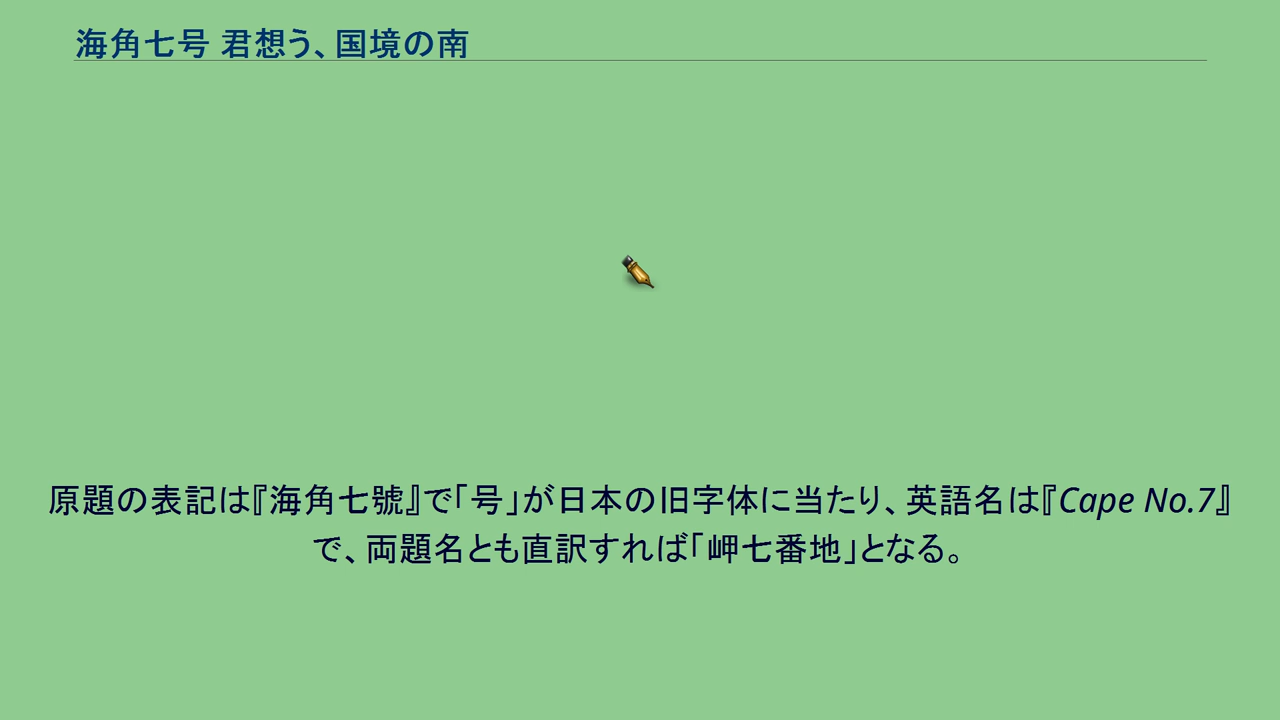 海角七号 君想う、国境の南
原題の表記は『海角七號』で「号」が日本の旧字体に当たり、英語名は『Cape No.7』
で、両題名とも直訳すれば「岬七番地」となる。